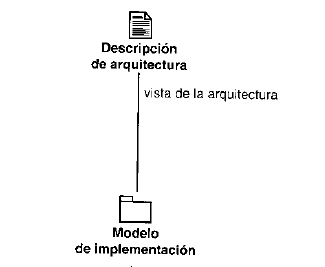 Descripción
de arquitectura
vista de la arquitectura
Modelo
de implementación